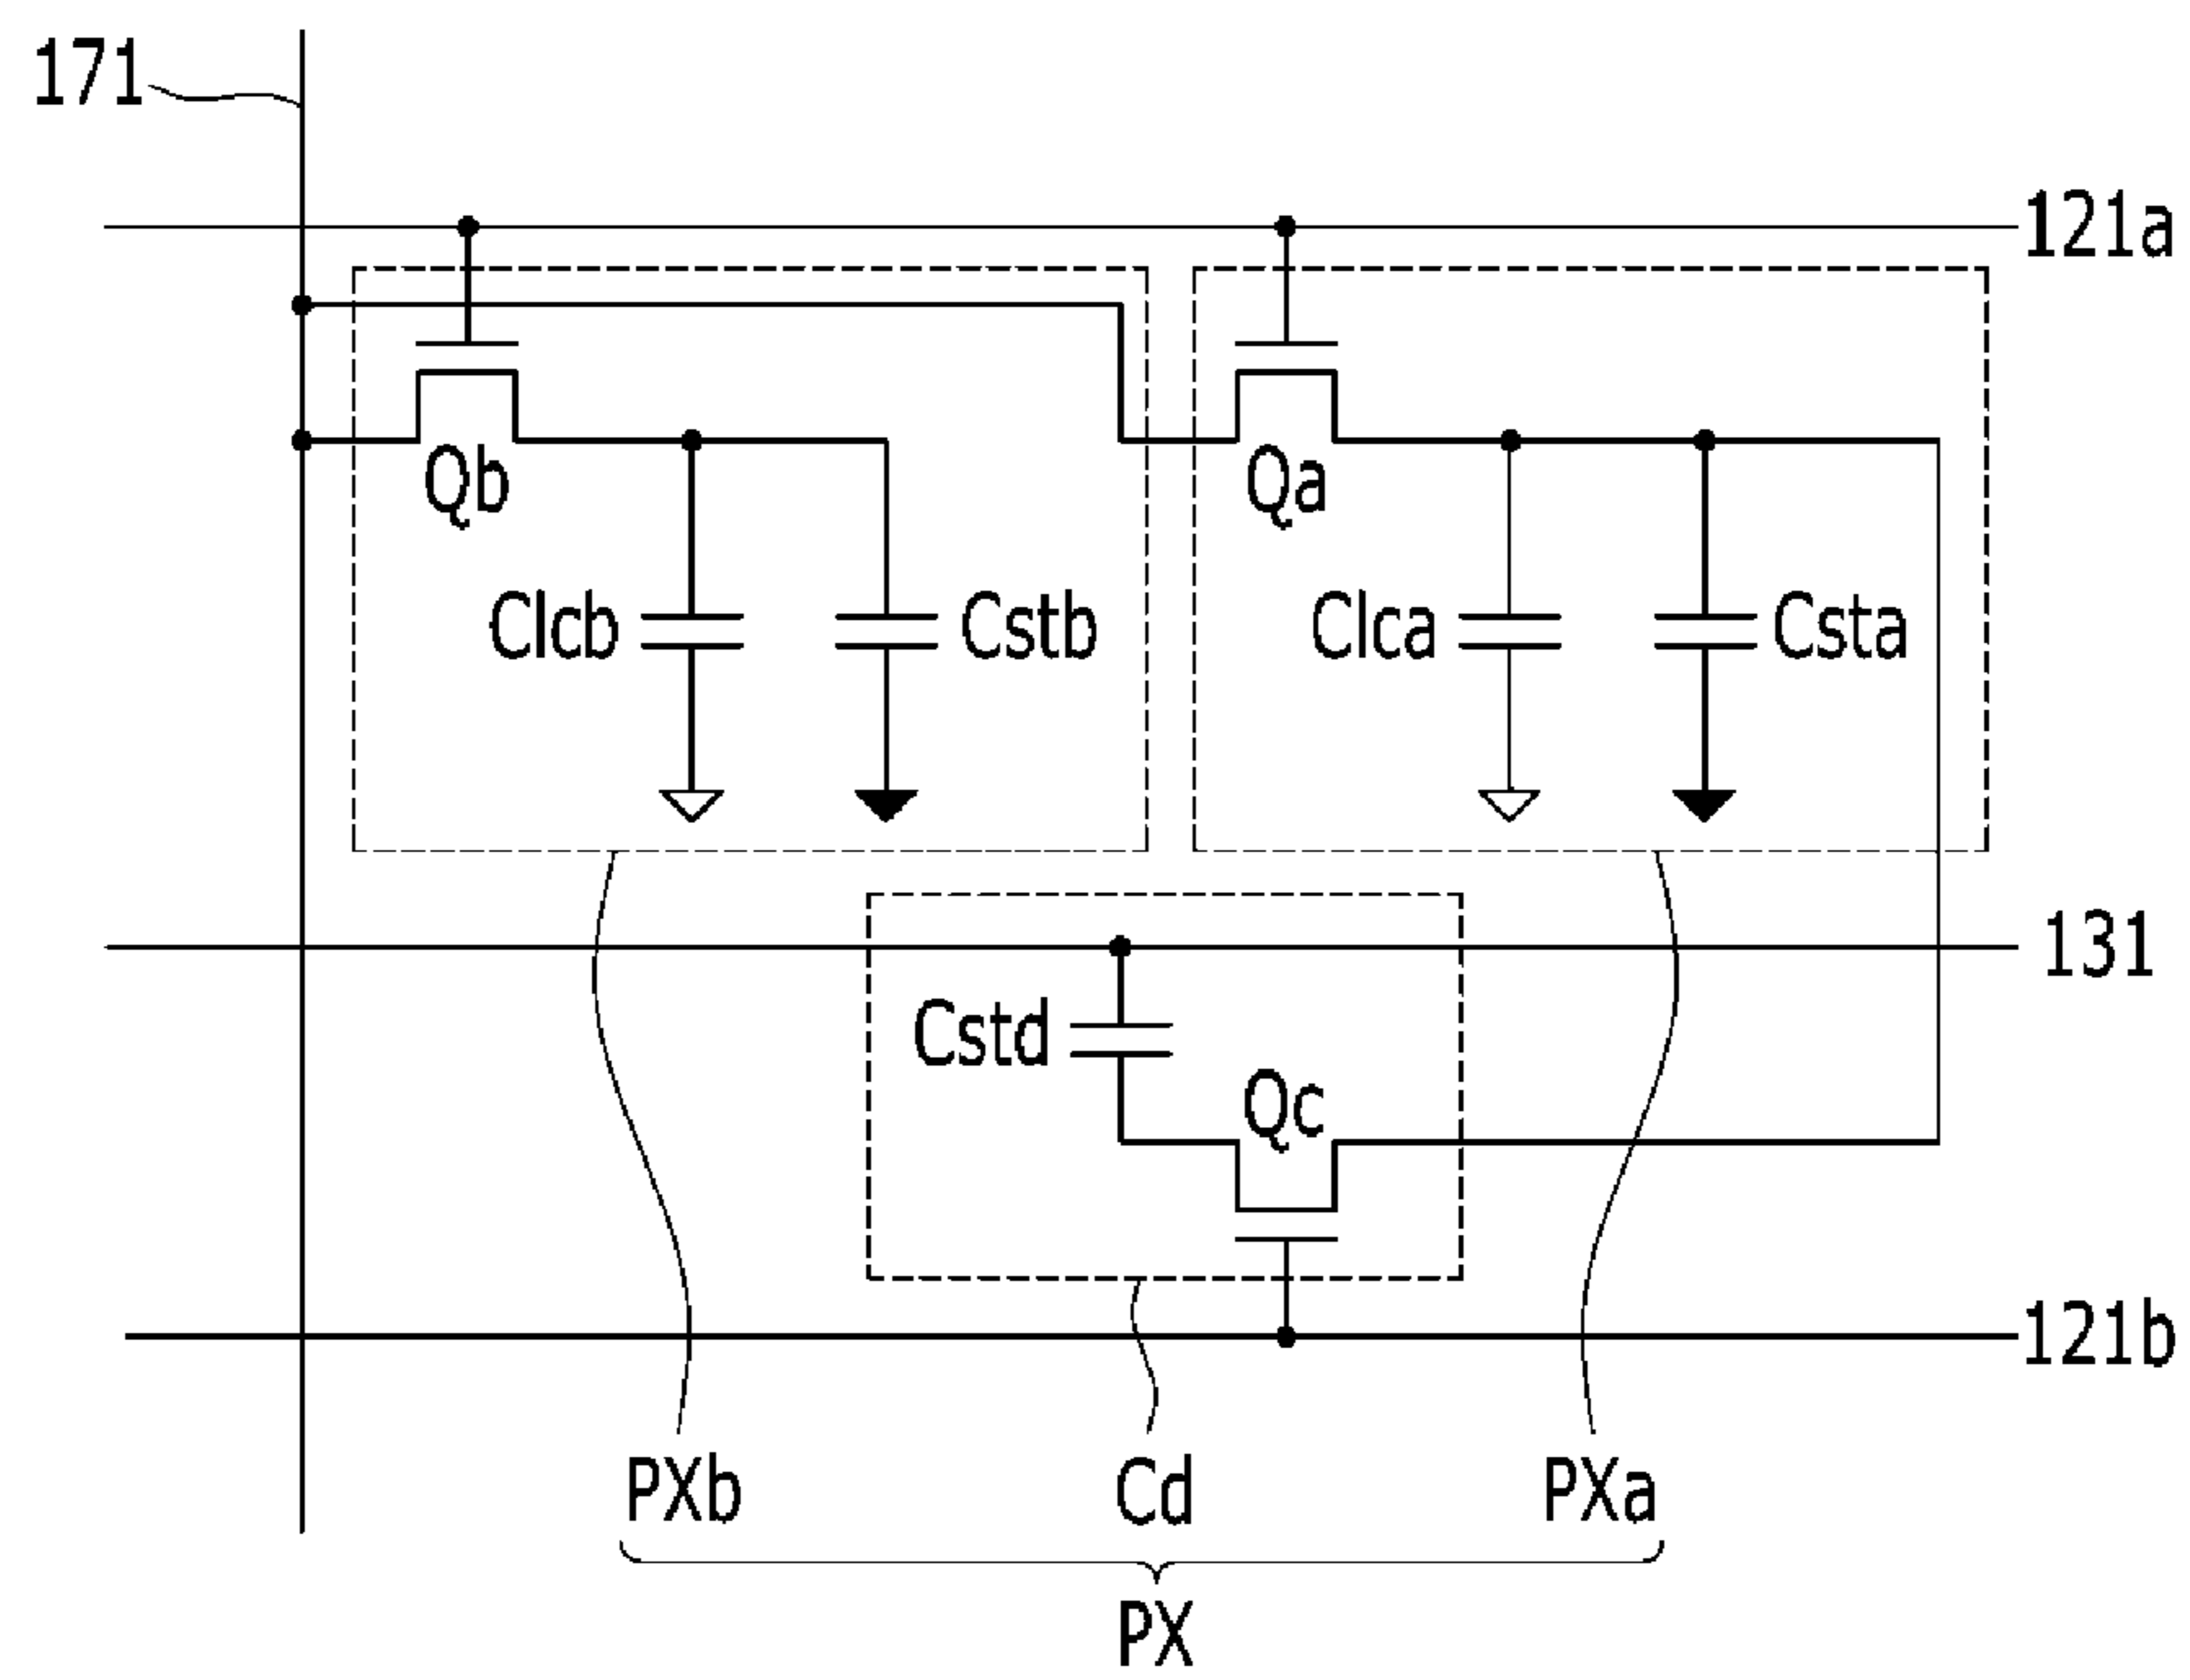 171
121a
Qb
Qa
Clcb
Cstb
Clca
Csta
131
Cstd
Qc
121b
PXb
Cd
PXa
PX